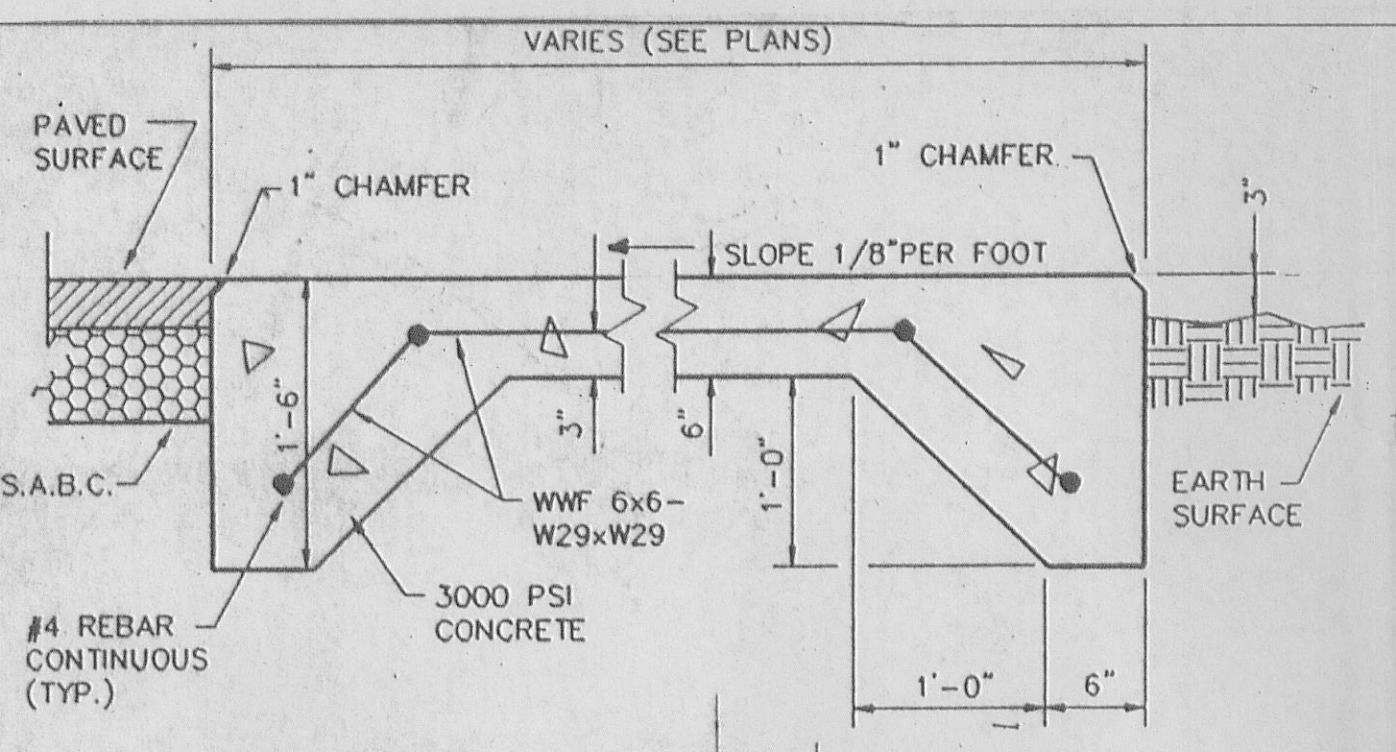 VARIES (SEE PLANS)
PAVED
SURFACE
1" CHAMFER
1" CHAMFER
3"
SLOPE 1/8"PER FOOT
1'-6"
3"
6"
1'-0"
S.A.B.C.
WWF 6x6-
W29xW29
EARTH
SURFACE
3000 PSI
CONCRETE
#4 REBAR
CONTINUOUS
(TYP.)
1'-0"
6"